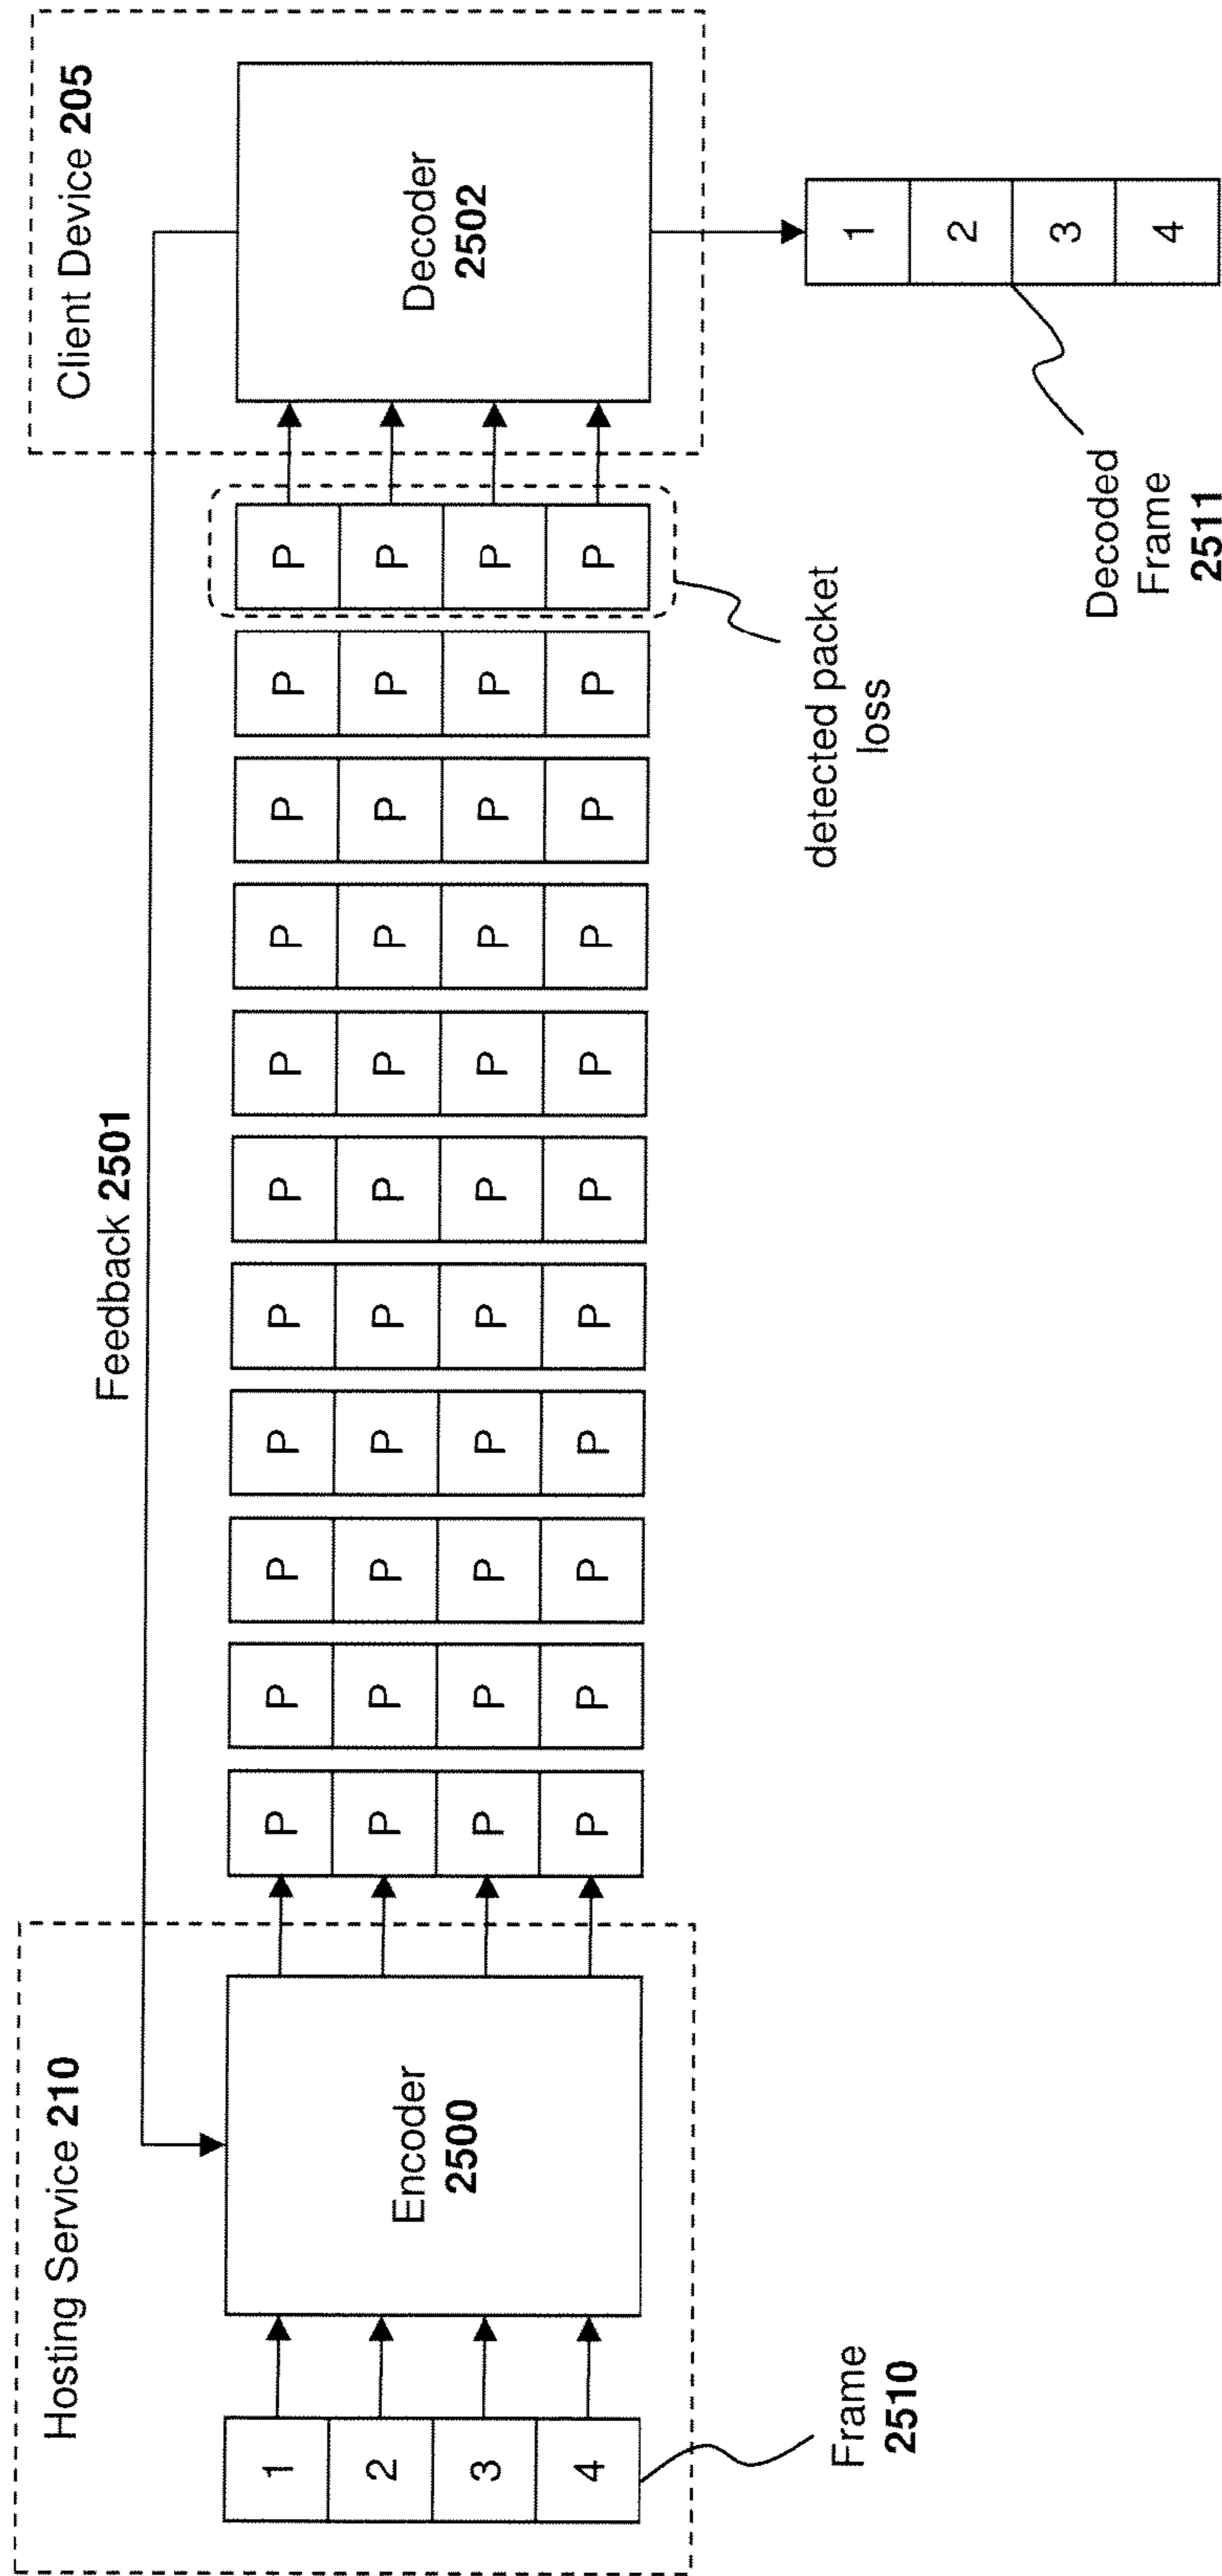 Hosting Service 210
Feedback 2501
Client Device 205
1
2
3
4
Encoder
2500
P P P P P P P P P P P
P P P P P P P P P P P
P P P P P P P P P P P
P P P P P P P P P P P
Decoder
2502
Frame
2510
detected packet
loss
1
2
3
4
Decoded
Frame
2511